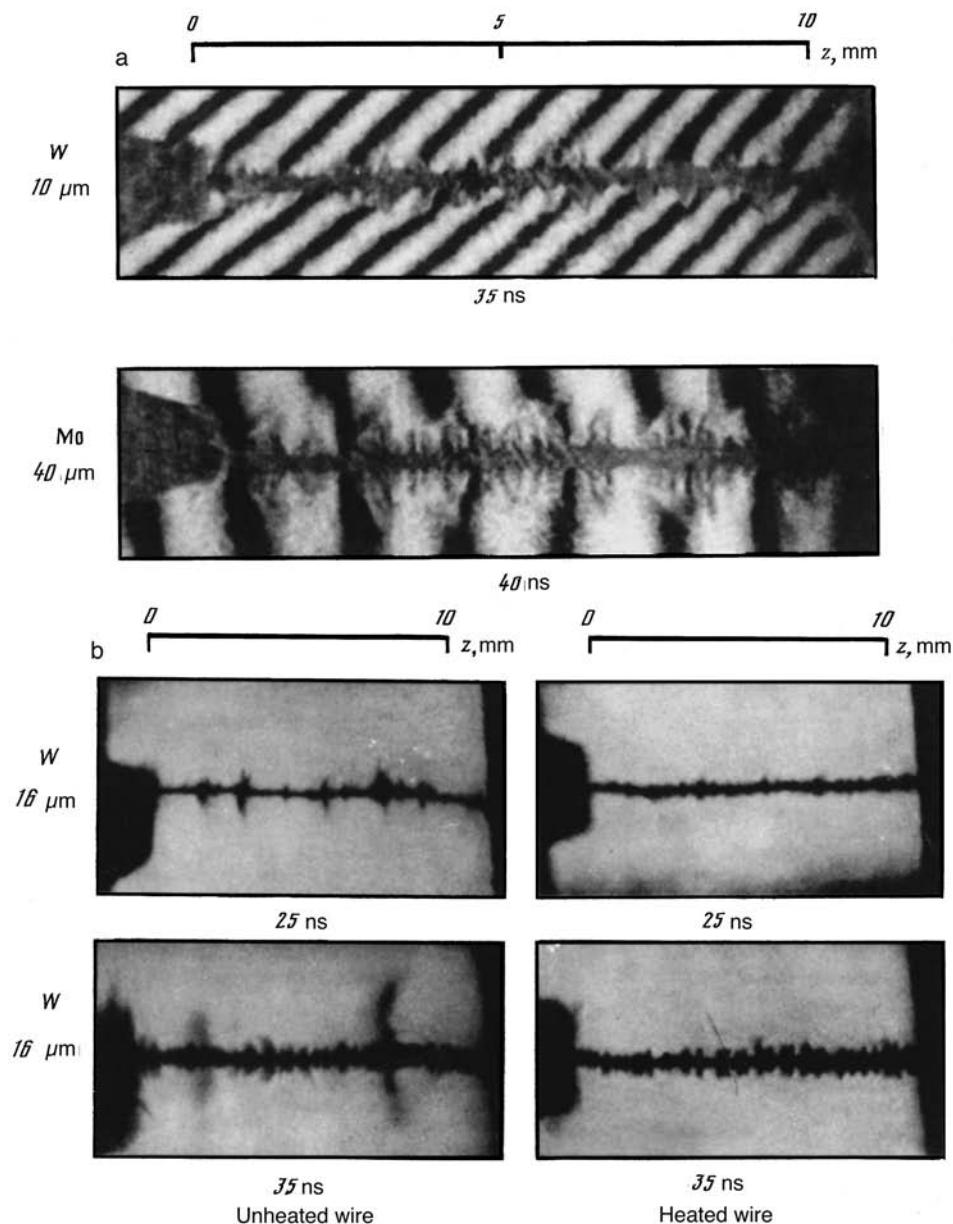 0 5 10
a z, mm
W
10 µm
35 ns
Mo
40 µm
40 ns
0 10 0 10
b z, mm z, mm
W
16 µm
25 ns 25 ns
W
16 µm
35 ns 35 ns
Unheated wire Heated wire